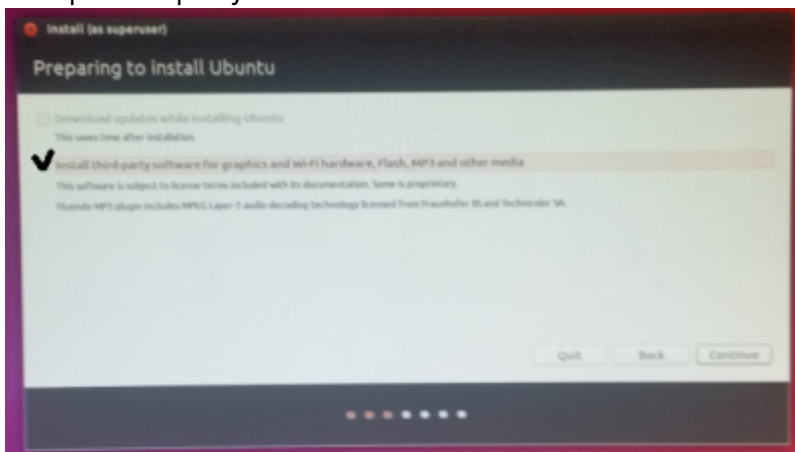 Install (as superuser)
Preparing to install Ubuntu
Download updates while installing Ubuntu
This saves time after installation.
Install third-party software for graphics and Wi-Fi hardware, Flash, MP3 and other media
This software is subject to license terms included with its documentation. Some is proprietary.
Fluendo MP3 plugin includes MPEG Layer-3 audio decoding technology licensed from Fraunhofer IIS and Technicolor SA.
Quit Back Continue